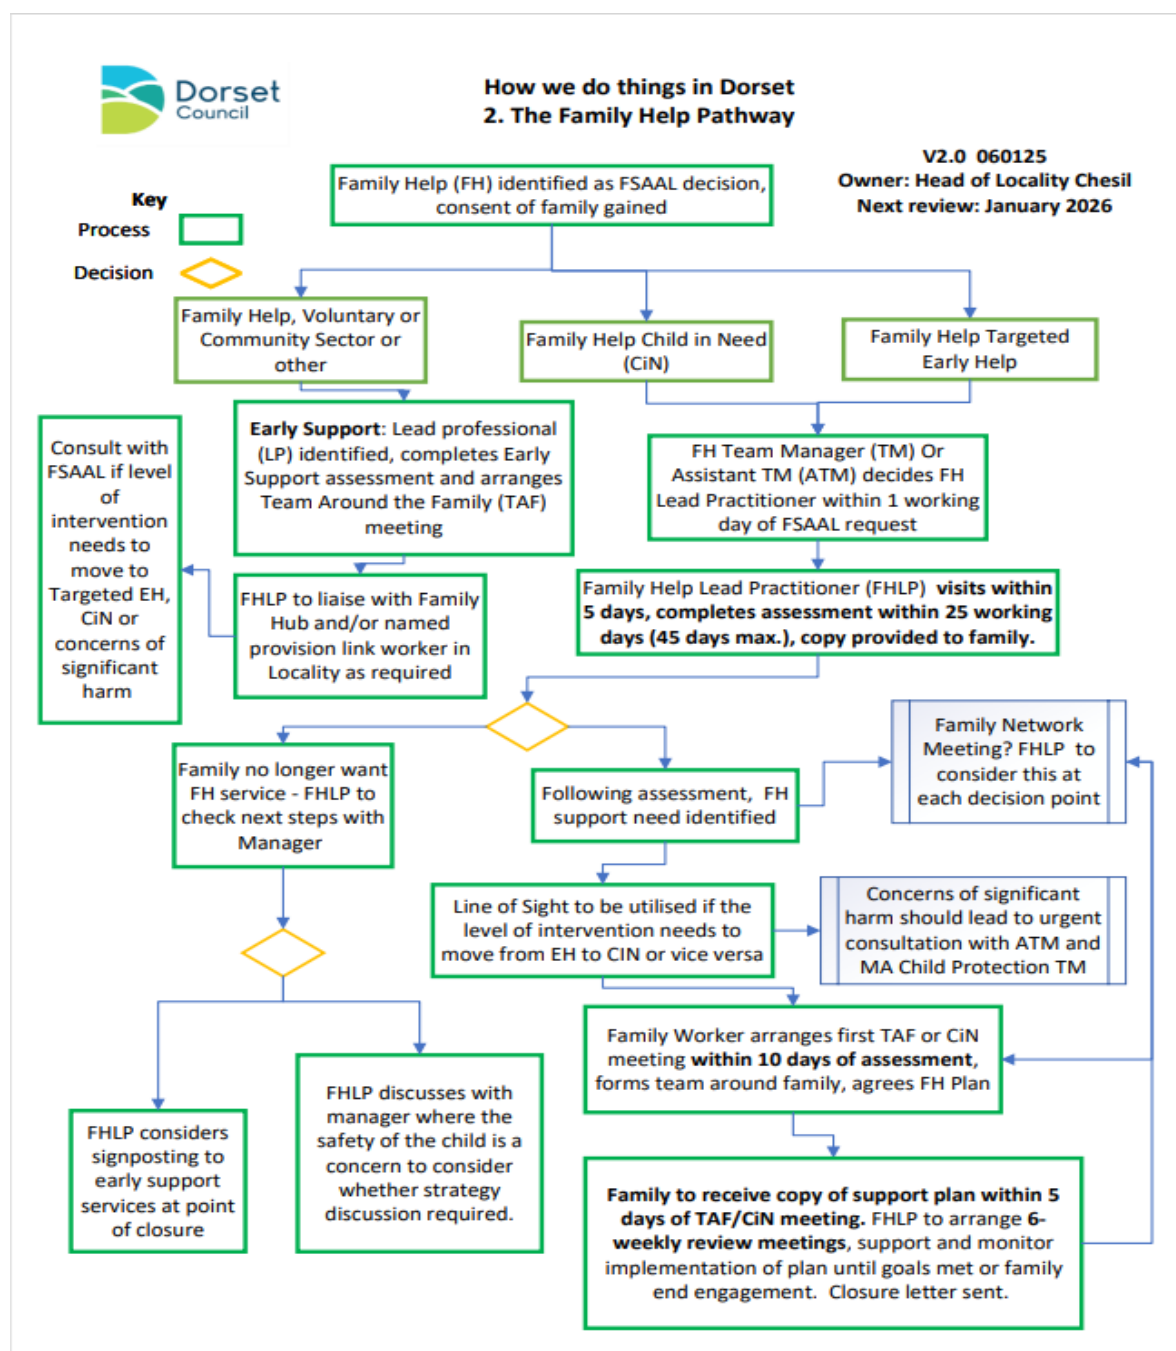 Dorset
Council
How we do things in Dorset
2. The Family Help Pathway
V2.0  060125
Owner: Head of Locality Chesil
Next review: January 2026
Key
Process
Decision
Family Help (FH) identified as FSAAL decision,
consent of family gained
Family Help, Voluntary or
Community Sector or
other
Family Help Child in Need
(CiN)
Family Help Targeted
Early Help
Consult with
FSAAL if level
of
intervention
needs to
move to
Targeted EH,
CiN or
concerns of
significant
harm
Early Support: Lead professional
(LP) identified, completes Early
Support assessment and arranges
Team Around the Family (TAF)
meeting
FH Team Manager (TM) Or
Assistant TM (ATM) decides FH
Lead Practitioner within 1 working
day of FSAAL request
FHLP to liaise with Family
Hub and/or named
provision link worker in
Locality as required
Family Help Lead Practitioner (FHLP)  visits within
5 days, completes assessment within 25 working
days (45 days max.), copy provided to family.
Family no longer want
FH service - FHLP to
check next steps with
Manager
Following assessment,  FH
support need identified
Family Network
Meeting? FHLP  to
consider this at
each decision point
Line of Sight to be utilised if the
level of intervention needs to
move from EH to CIN or vice versa
Concerns of significant
harm should lead to urgent
consultation with ATM and
MA Child Protection TM
Family Worker arranges first TAF or CiN
meeting within 10 days of assessment,
forms team around family, agrees FH Plan
FHLP considers
signposting to
early support
services at point
of closure
FHLP discusses with
manager where the
safety of the child is a
concern to consider
whether strategy
discussion required.
Family to receive copy of support plan within 5
days of TAF/CiN meeting. FHLP to arrange 6-
weekly review meetings, support and monitor
implementation of plan until goals met or family
end engagement.  Closure letter sent.